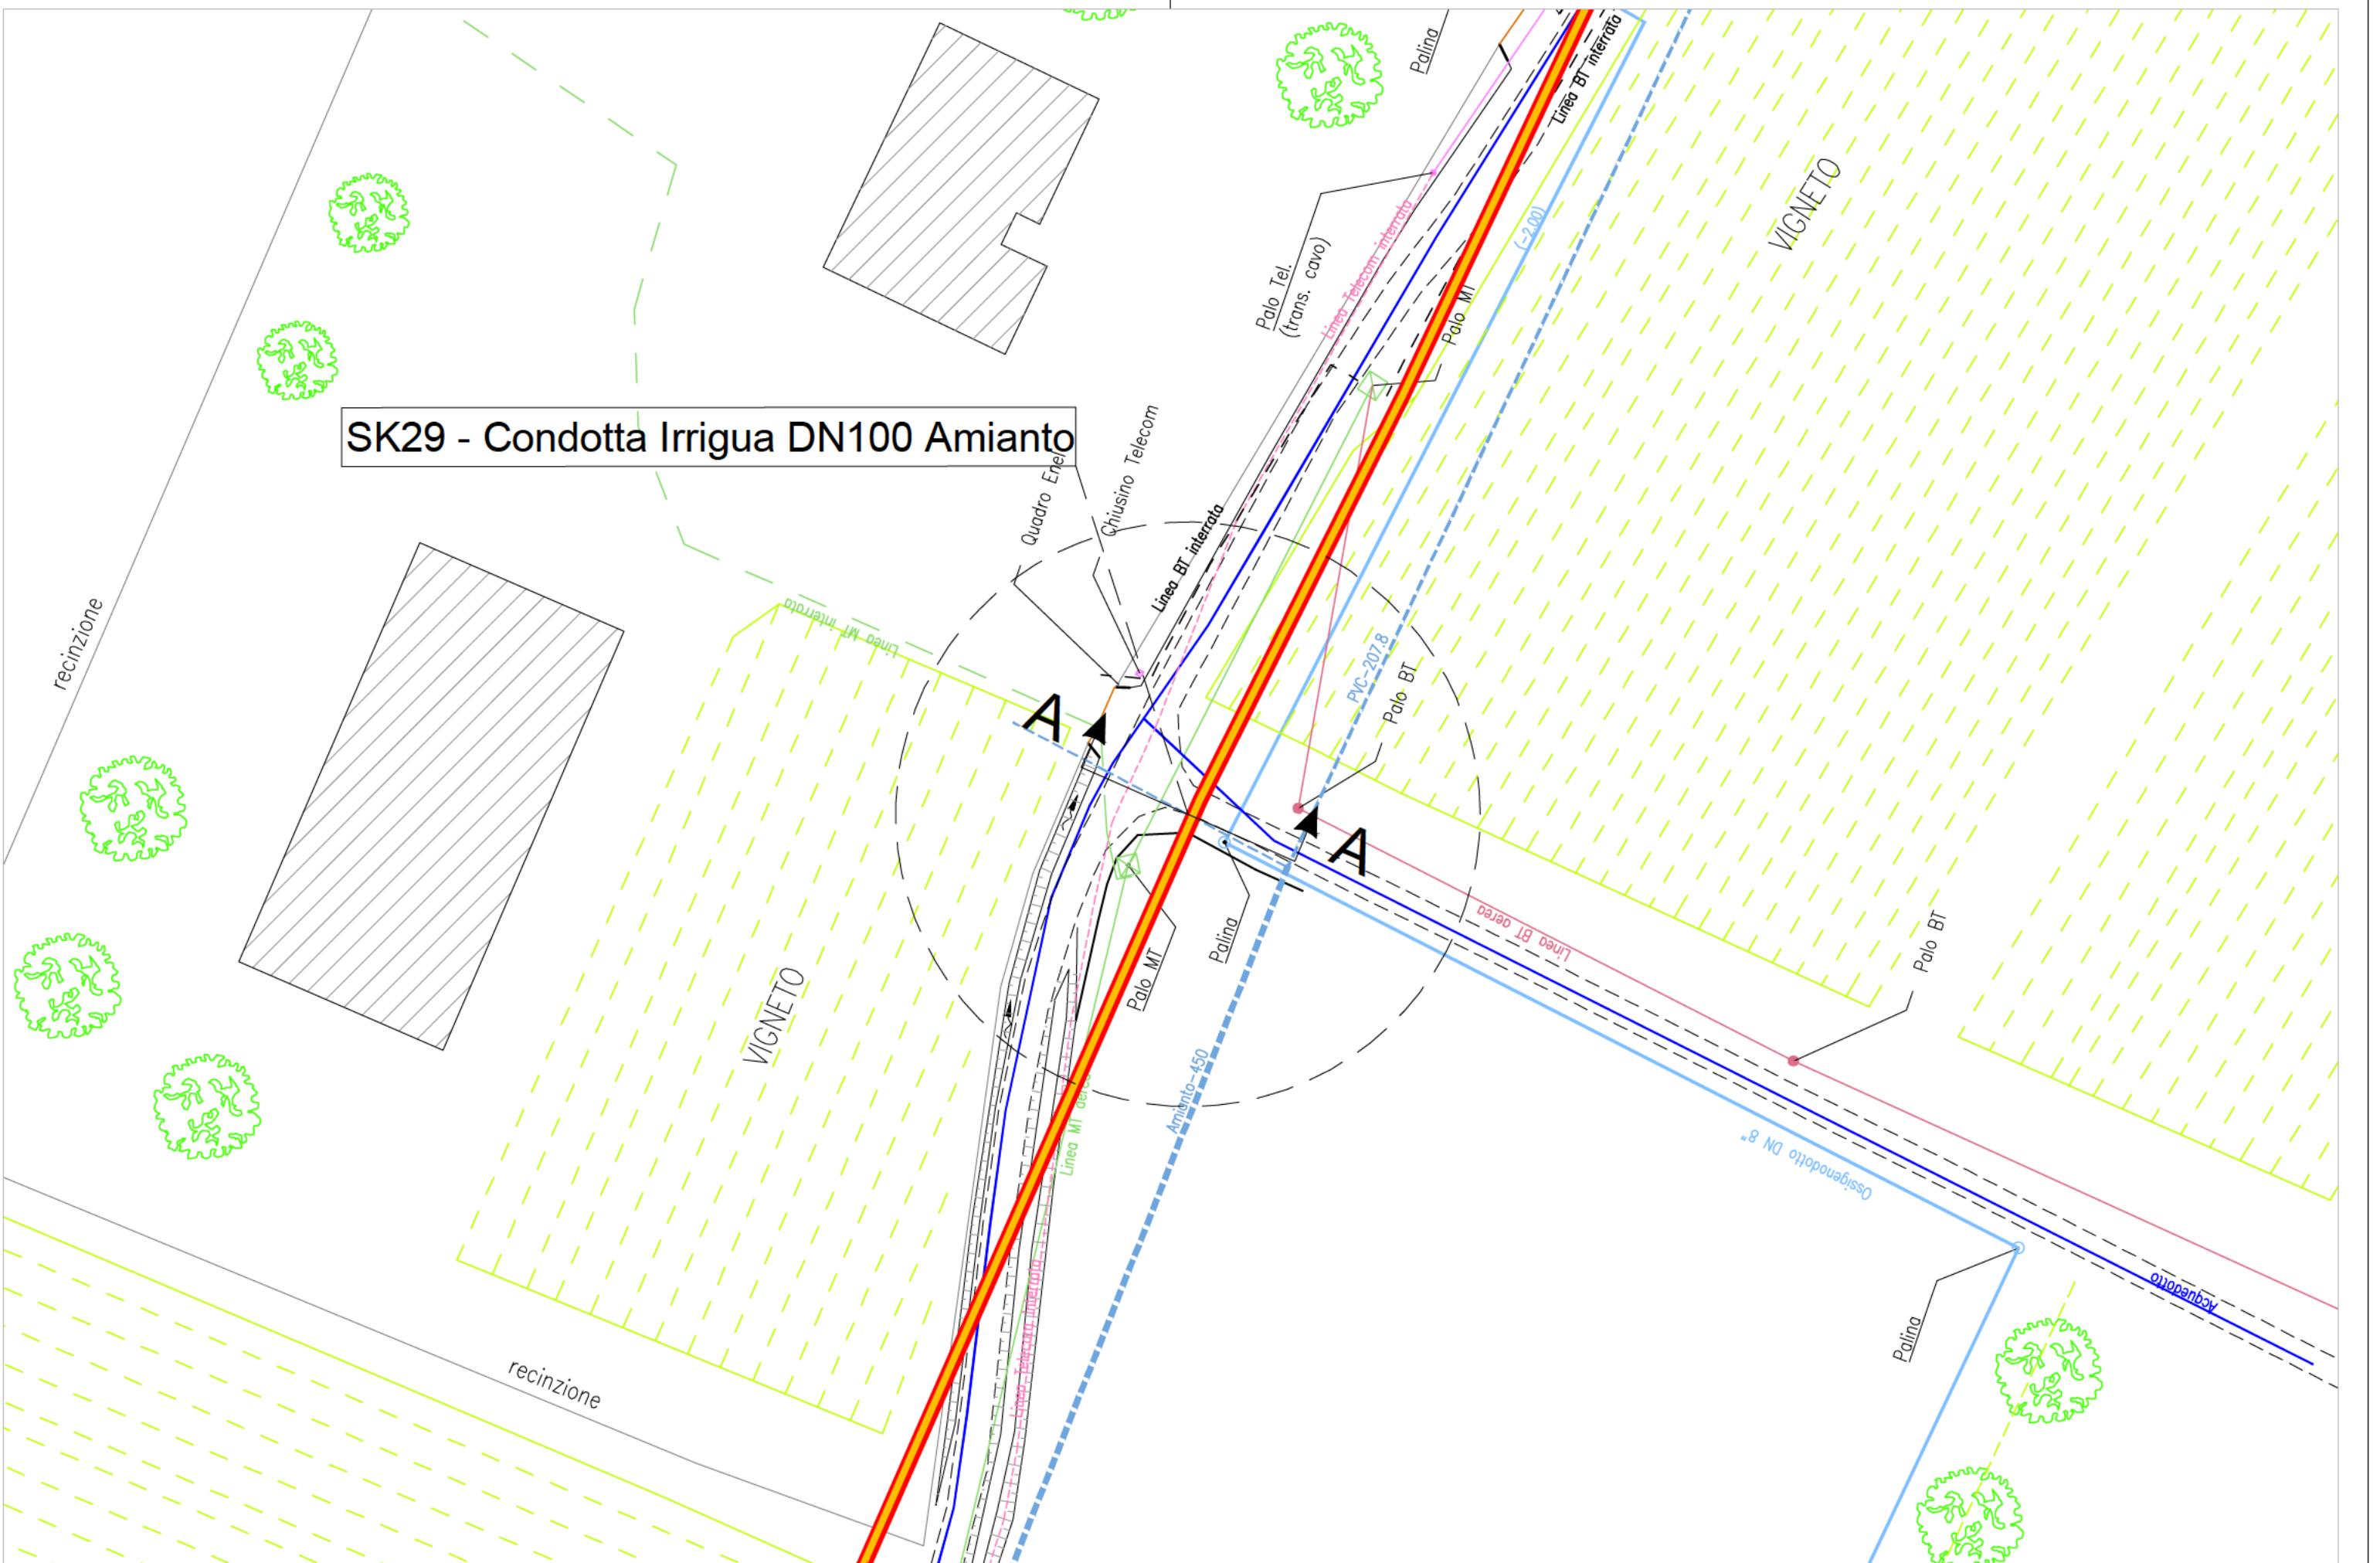 Palina
Linea BT interrata
VIGNETO
(-2.00)
Palo Tel.
(trans. cavo)
Linea Telecom interrata
Palo MT
SK29 - Condotta Irrigua DN100 Amianto
Quadro Enel
Chiusino Telecom
Linea BT interrata
recinzione
Linea MT interrata
PVC-207.8
Palo BT
A
A
Linea BT aerea
Palo BT
Palina
Palo MT
VIGNETO
Amianto-450
Linea MT aerea
Ossigenodotto DN 8"
Acquedotto
Palina
Linea Telecom interrata
recinzione